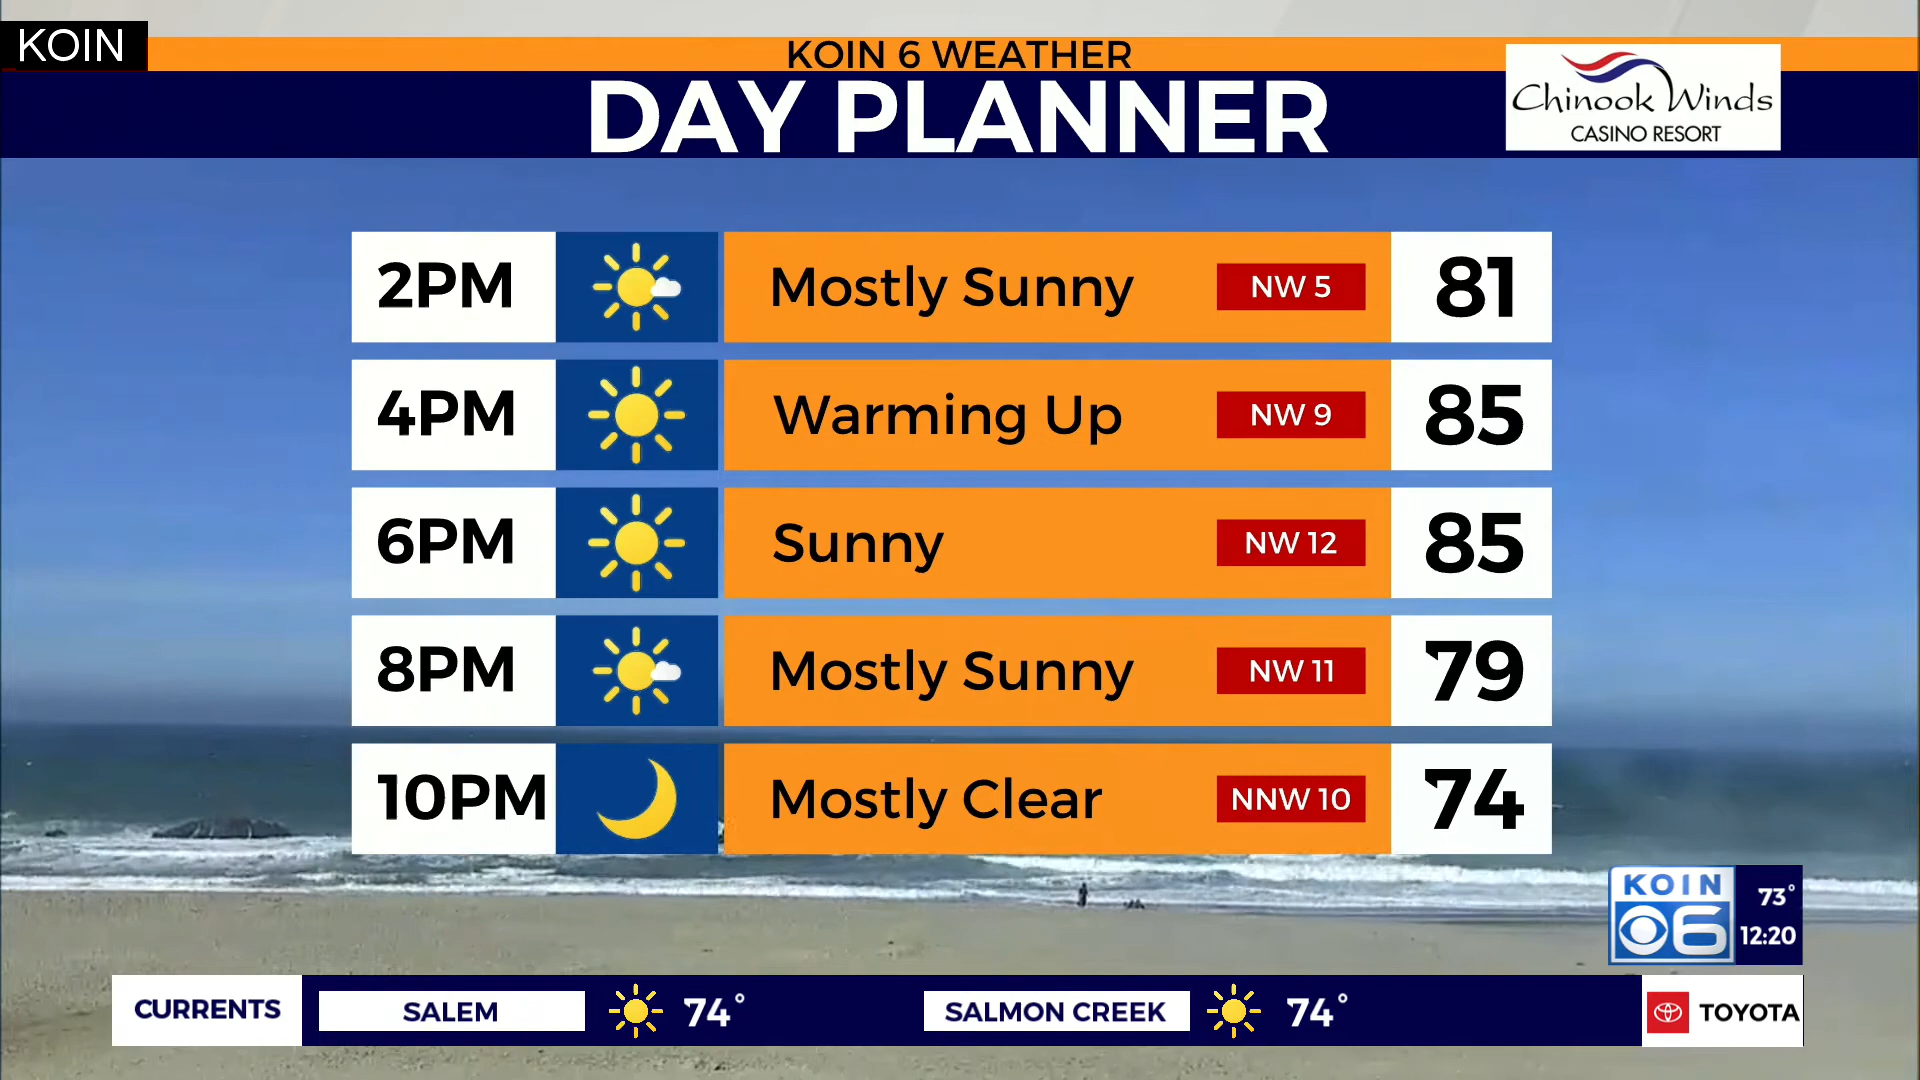 KOIN
KOIN 6 WEATHER
DAY PLANNER
Chinook Winds
CASINO RESORT
2PM Mostly Sunny NW 5 81
4PM Warming Up NW 9 85
6PM Sunny NW 12 85
8PM Mostly Sunny NW 11 79
10PM Mostly Clear NNW 10 74
KOIN
6
73°
12:20
CURRENTS SALEM 74° SALMON CREEK 74° TOYOTA